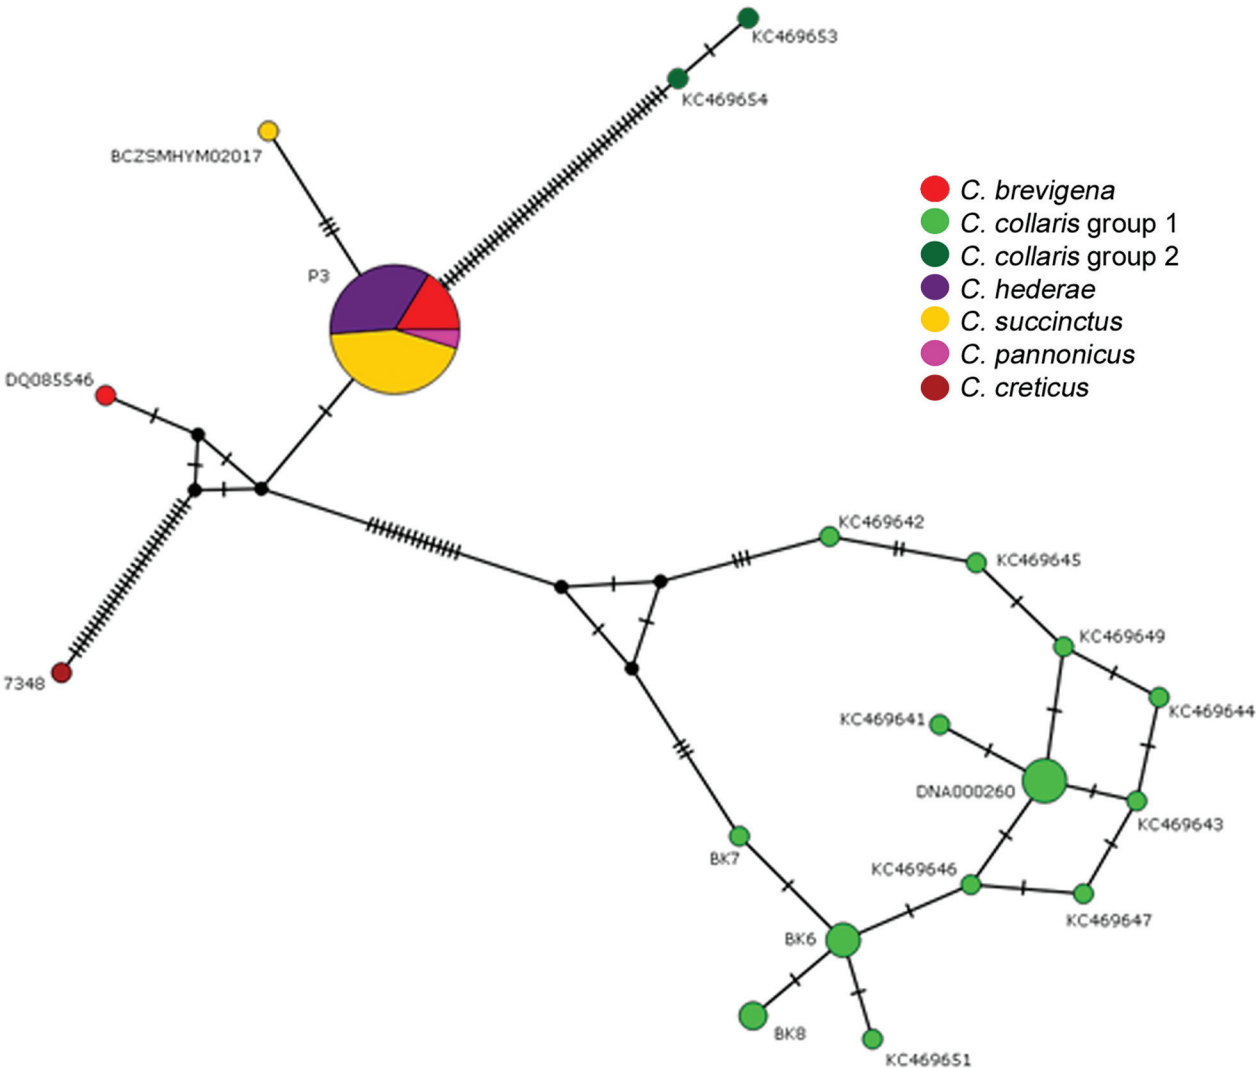 KC469653
KC469654
BCZSMHYM02017
C. brevigena
C. collaris group 1
C. collaris group 2
C. hederae
C. succinctus
C. pannonicus
C. creticus
P3
DQ085546
KC469642
KC469645
KC469649
7348
KC469644
KC469641
DNA000260
KC469643
BK7
KC469646
KC469647
BK6
BK8
KC469651